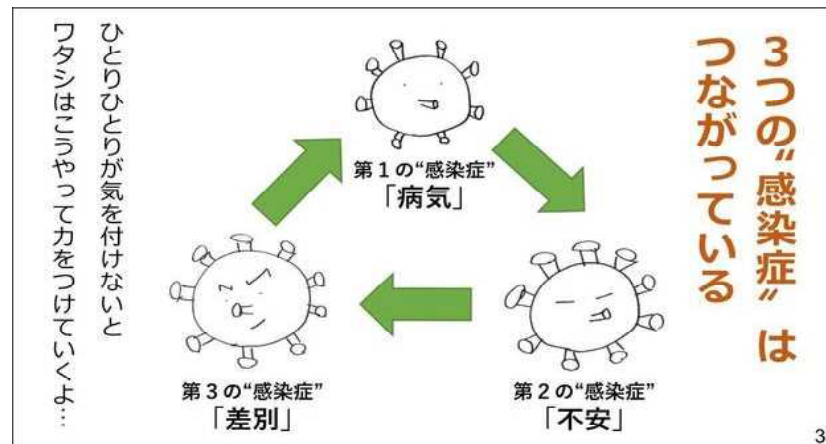 ３つの“感染症”は
つながっている
第１の“感染症”
「病気」
第２の“感染症”
「不安」
第３の“感染症”
「差別」
ひとりひとりが気を付けないと
ワタシはこうやって力をつけていくよ…
3